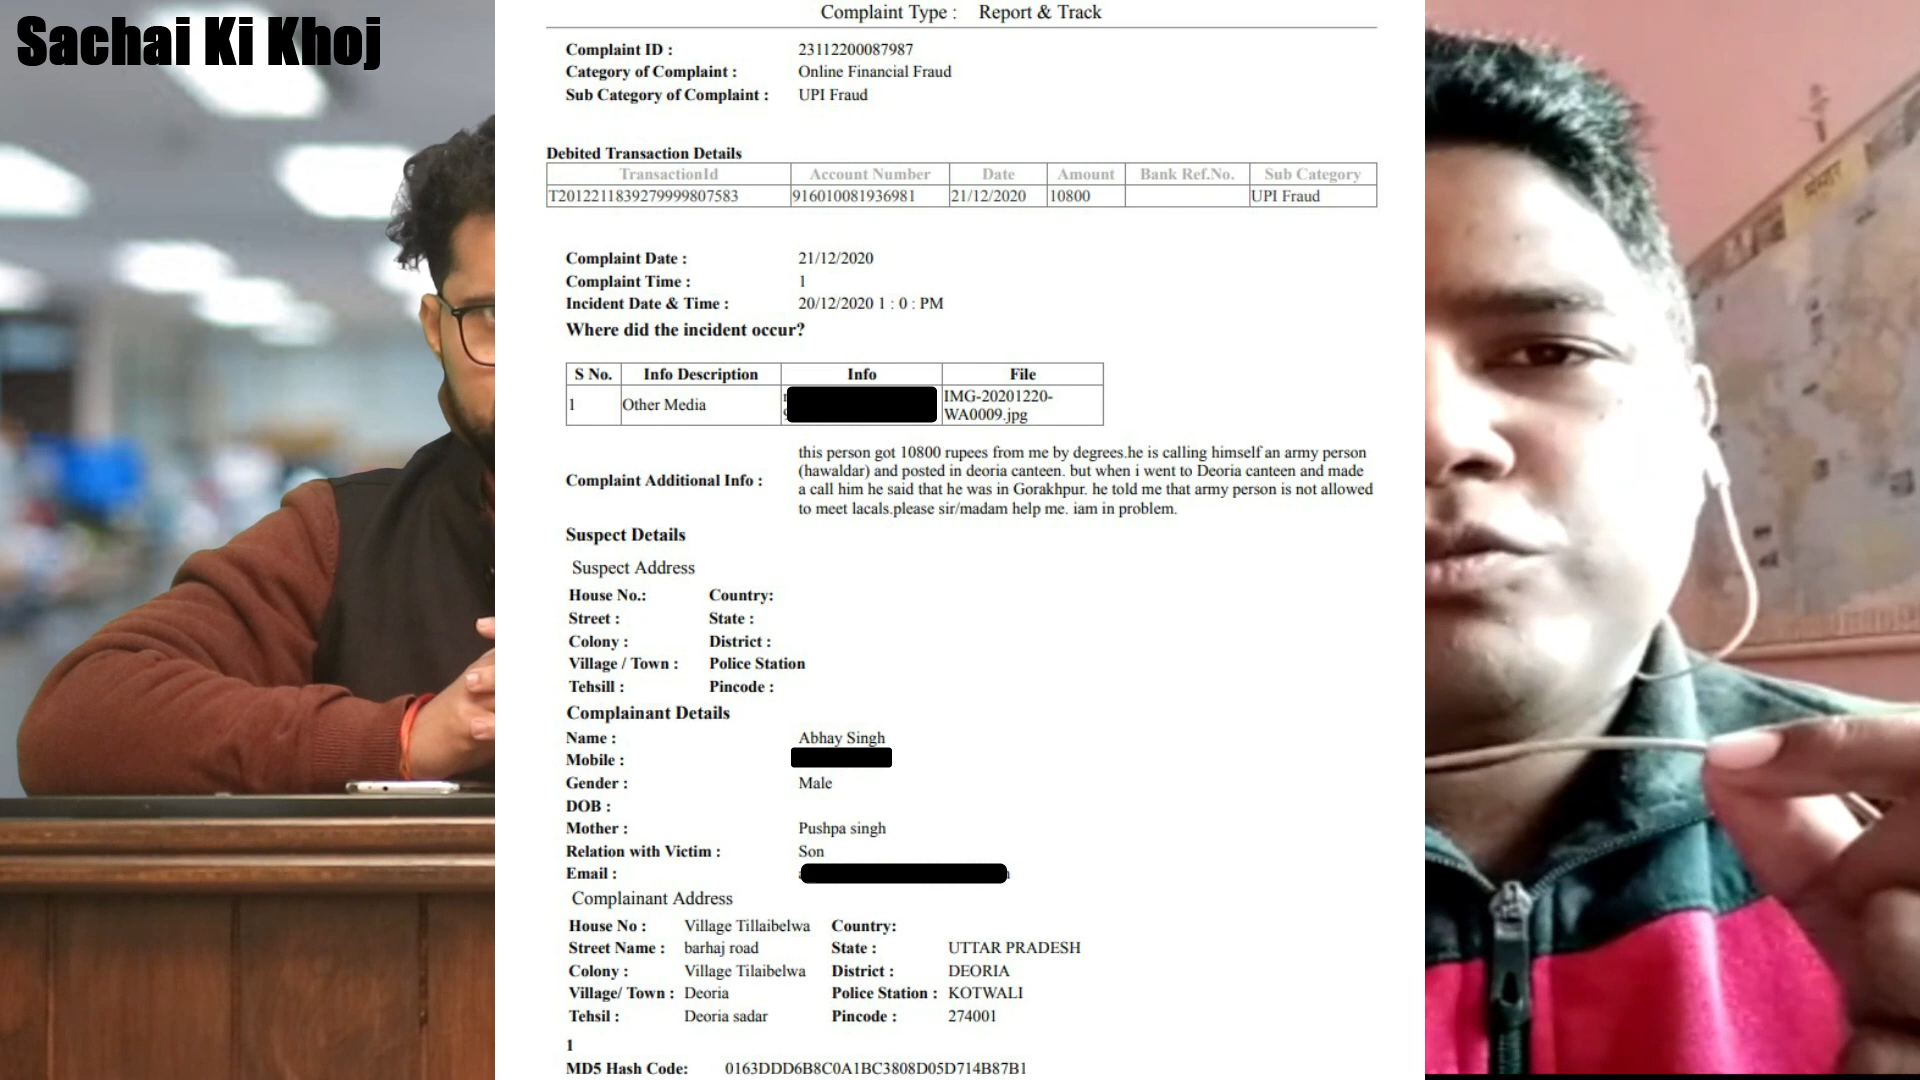 Sachai Ki Khoj
Complaint Type : Report & Track
Complaint ID : 23112200087987
Category of Complaint : Online Financial Fraud
Sub Category of Complaint : UPI Fraud
Debited Transaction Details
TransactionId Account Number Date Amount Bank Ref.No. Sub Category
T2012211839279999807583 916010081936981 21/12/2020 10800 UPI Fraud
Complaint Date : 21/12/2020
Complaint Time : 1
Incident Date & Time : 20/12/2020 1 : 0 : PM
Where did the incident occur?
S No. Info Description Info File
1 Other Media IMG-20201220-
WA0009.jpg
this person got 10800 rupees from me by degrees.he is calling himself an army person
(hawaldar) and posted in deoria canteen. but when i went to Deoria canteen and made
Complaint Additional Info :
a call him he said that he was in Gorakhpur. he told me that army person is not allowed
to meet lacals.please sir/madam help me. iam in problem.
Suspect Details
Suspect Address
House No.: Country:
Street : State :
Colony : District :
Village / Town : Police Station
Tehsill : Pincode :
Complainant Details
Name : Abhay Singh
Mobile :
Gender : Male
DOB :
Mother : Pushpa singh
Relation with Victim : Son
Email :
Complainant Address
House No : Village Tillaibelwa Country:
Street Name : barhaj road State : UTTAR PRADESH
Colony : Village Tilaibelwa District : DEORIA
Village/ Town : Deoria Police Station : KOTWALI
Tehsil : Deoria sadar Pincode : 274001
1
MD5 Hash Code: 0163DDD6B8C0A1BC3808D05D714B87B1